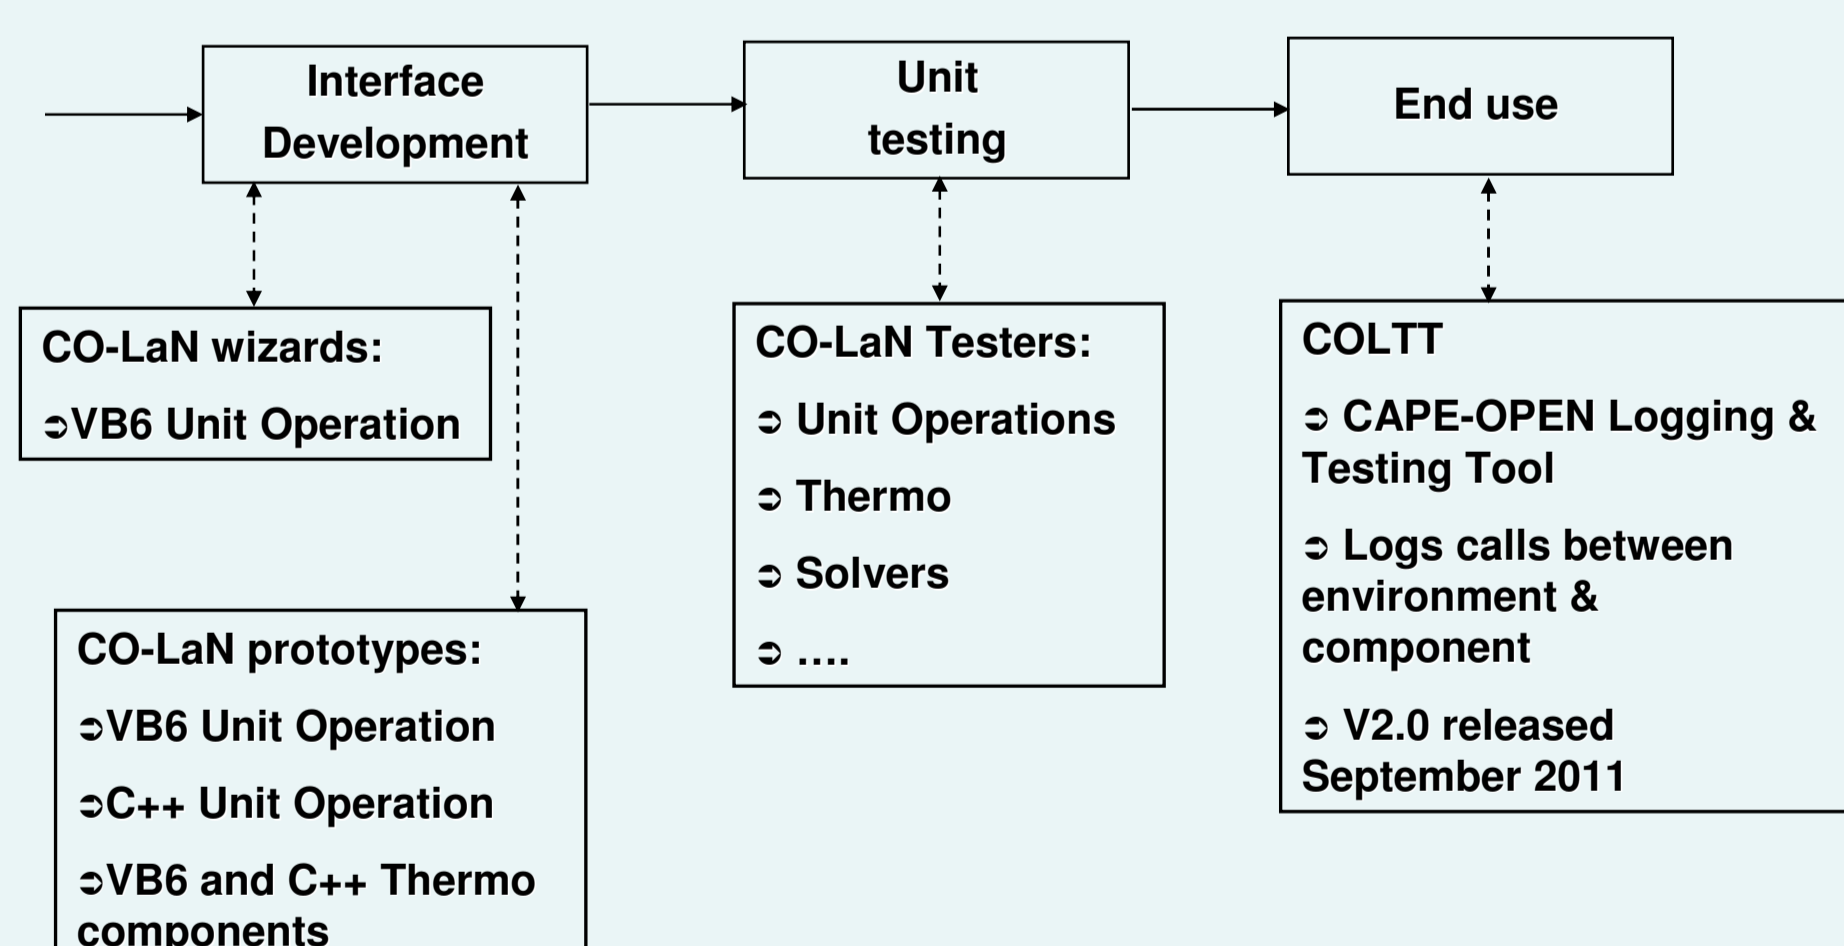 Interface
Development
Unit
testing
End use
CO-LaN wizards:
➲VB6 Unit Operation
CO-LaN prototypes:
➲VB6 Unit Operation
➲C++ Unit Operation
➲VB6 and C++ Thermo
components
CO-LaN Testers:
➲ Unit Operations
➲ Thermo
➲ Solvers
➲ ....
COLTT
➲ CAPE-OPEN Logging &
Testing Tool
➲ Logs calls between
environment &
component
➲ V2.0 released
September 2011